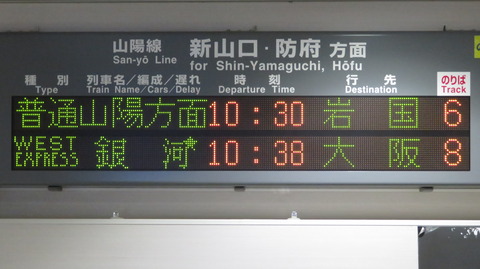 山陽線 新山口・防府 方面
San-yō Line for Shin-Yamaguchi, Hōfu
種別 列車名／編成／遅れ 時刻 行先 のりば
Type Train Name/Cars/Delay Departure Time Destination Track
普通 山陽方面 10:30 岩国 6
WEST EXPRESS 銀河 10:38 大阪 8